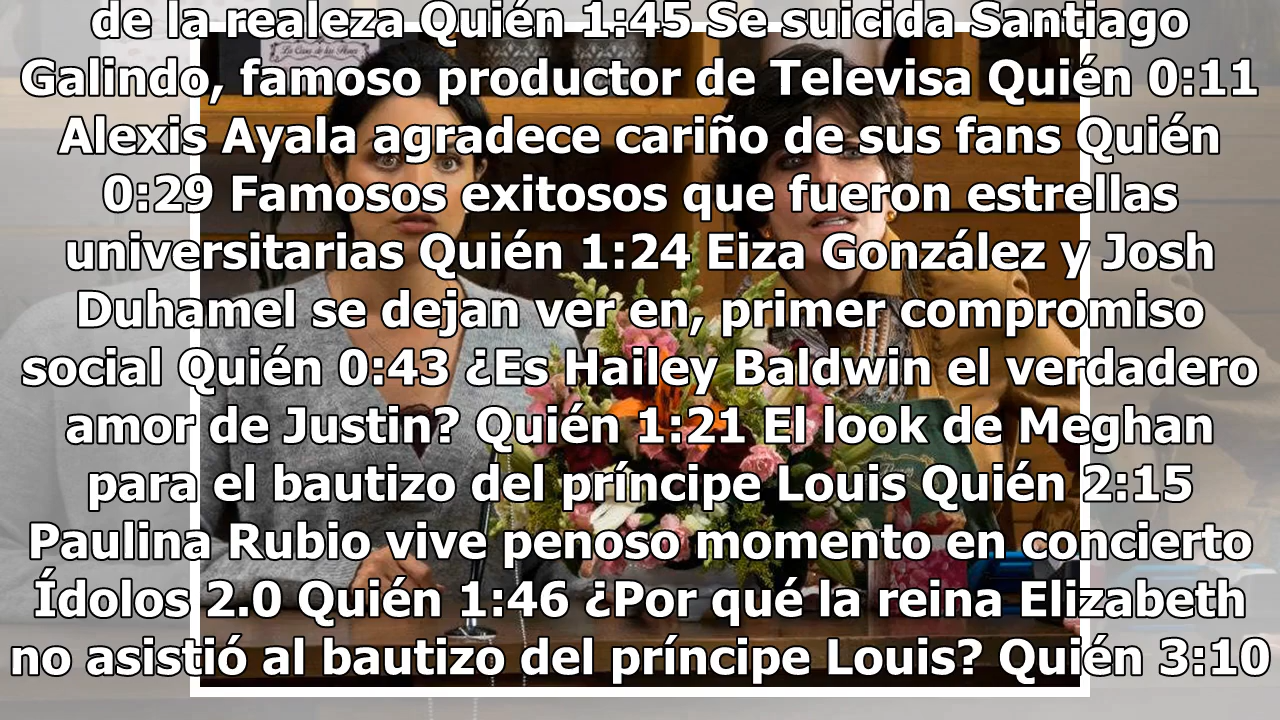 de la realeza Quién 1:45 Se suicida Santiago
Galindo, famoso productor de Televisa Quién 0:11
Alexis Ayala agradece cariño de sus fans Quién
0:29 Famosos exitosos que fueron estrellas
universitarias Quién 1:24 Eiza González y Josh
Duhamel se dejan ver en, primer compromiso
social Quién 0:43 ¿Es Hailey Baldwin el verdadero
amor de Justin? Quién 1:21 El look de Meghan
para el bautizo del príncipe Louis Quién 2:15
Paulina Rubio vive penoso momento en concierto
Ídolos 2.0 Quién 1:46 ¿Por qué la reina Elizabeth
no asistió al bautizo del príncipe Louis? Quién 3:10
La Casa de las Flores